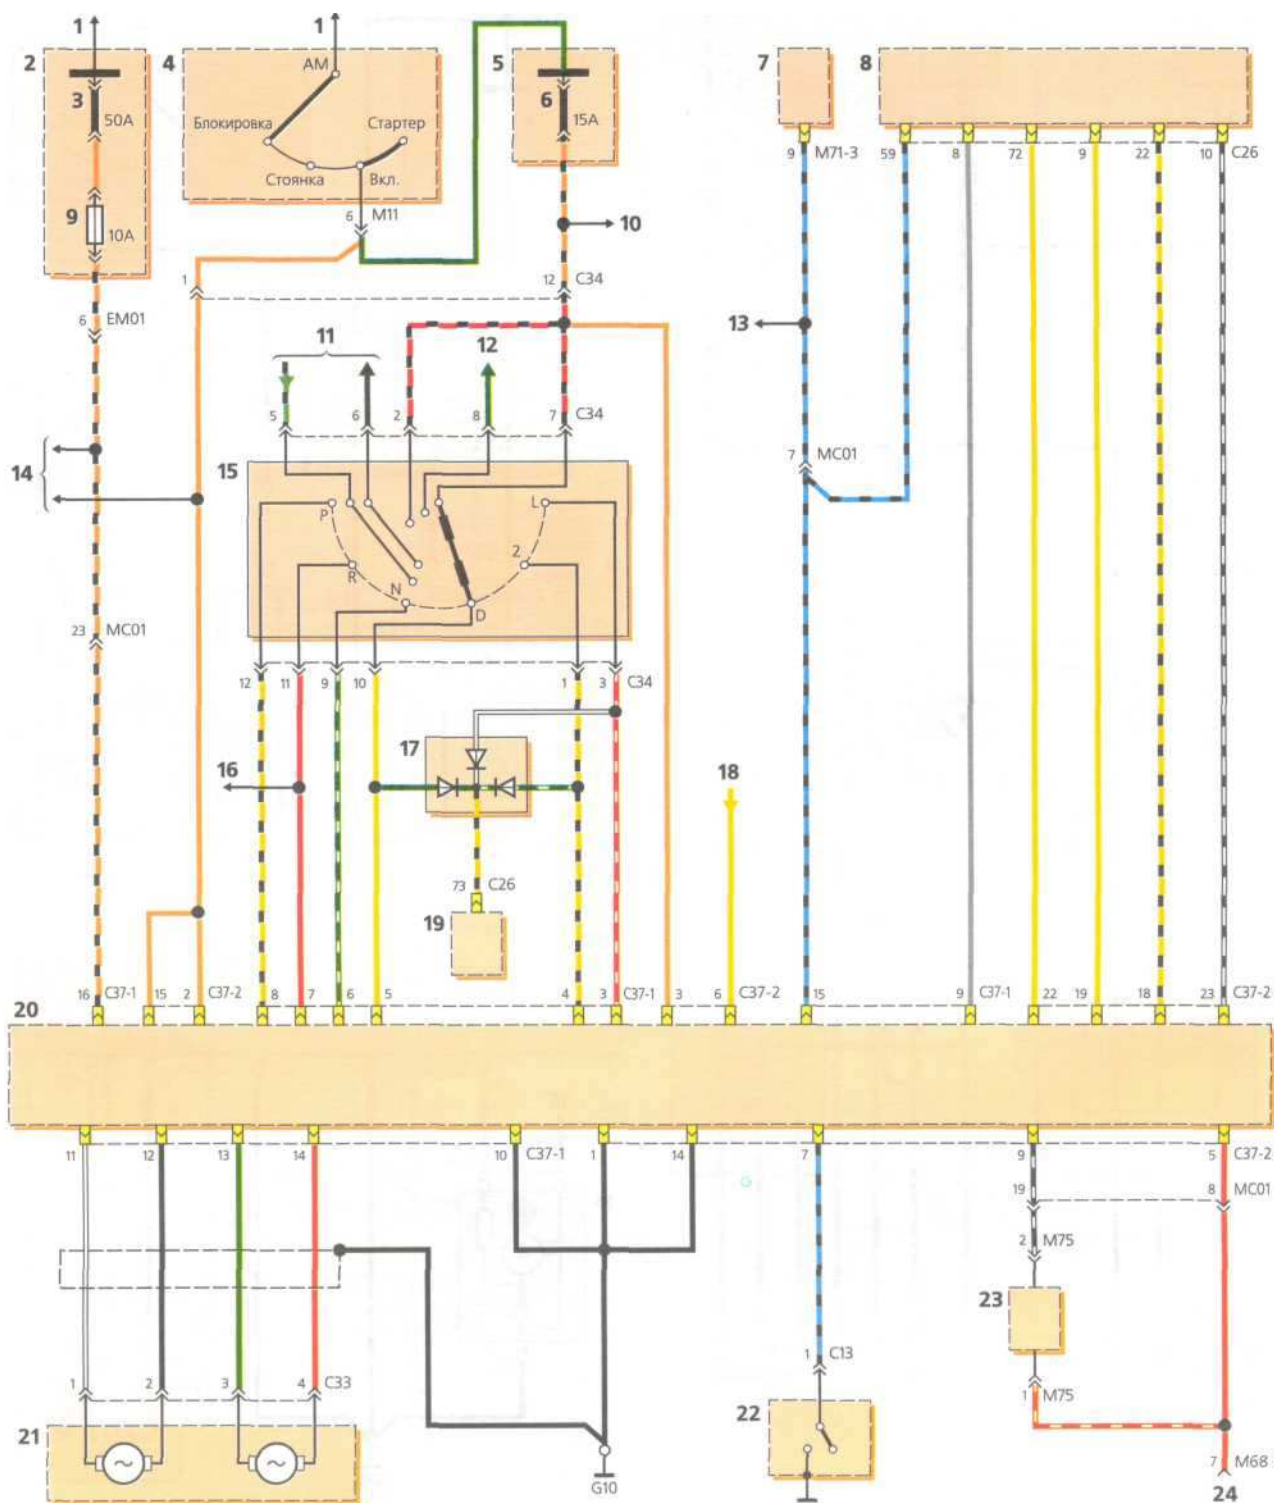 1 1
2 4 5 7 8
AM
3 6
50A Блокировка Стартер 15A
9 M71-3 59 8 72 9 22 10 C26
Стоянка Вкл.
9 6 M11 10
10A
1 12 C34
6 EM01 13
11 12
5 6 2 8 7 C34
7 MC01
14 15
P L
R 2
N
D
23 MC01
12 11 9 10 1 3 C34
17
16 18
73 C26
19
16 C37-1 15 2 C37-2 8 7 6 5 4 3 C37-1 3 6 C37-2 15 9 C37-1 22 19 18 23 C37-2
20
11 12 13 14 10 C37-1 1 14 7 9 5 C37-2
G 19 8 MC01
2 M75
23
1 C13
1 2 3 4 C33 1 M75
21 22
7 M68
G10 24